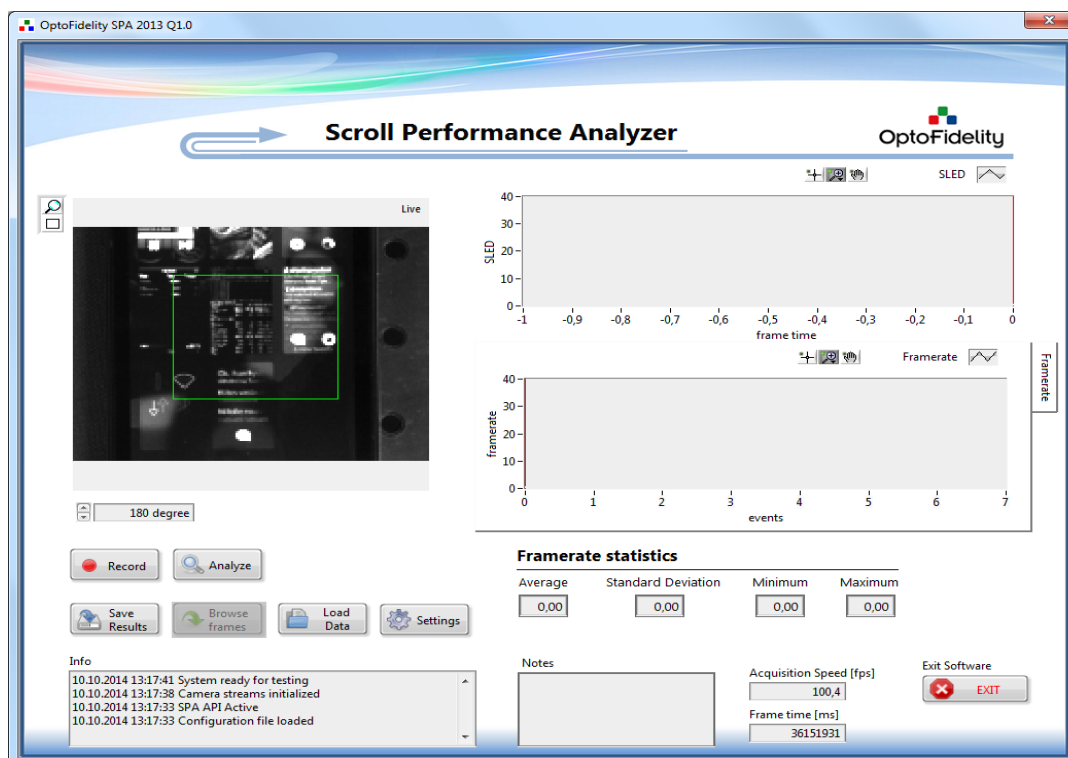 OptoFidelity SPA 2013 Q1.0
Scroll Performance Analyzer
OptoFidelity
Live
SLED
SLED
40
30
20
10
0
-1 -0,9 -0,8 -0,7 -0,6 -0,5 -0,4 -0,3 -0,2 -0,1 0
frame time
Framerate
Framerate
framerate
40
30
20
10
0
0 1 2 3 4 5 6 7
events
180 degree
Record
Analyze
Save Results
Browse frames
Load Data
Settings
Framerate statistics
Average Standard Deviation Minimum Maximum
0,00 0,00 0,00 0,00
Info
10.10.2014 13:17:41 System ready for testing
10.10.2014 13:17:38 Camera streams initialized
10.10.2014 13:17:33 SPA API Active
10.10.2014 13:17:33 Configuration file loaded
Notes
Acquisition Speed [fps]
100,4
Frame time [ms]
36151931
Exit Software
EXIT